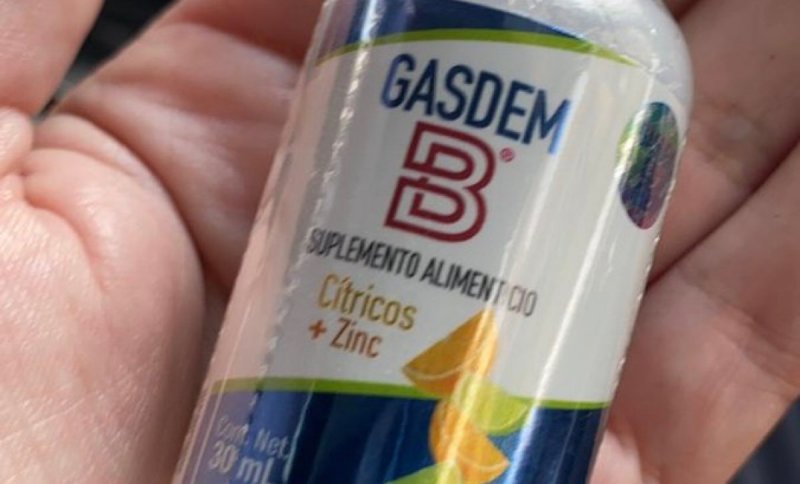 GASDEM
B®
SUPLEMENTO ALIMENTICIO
Cítricos
+ Zinc
Cont. Net.
30 mL